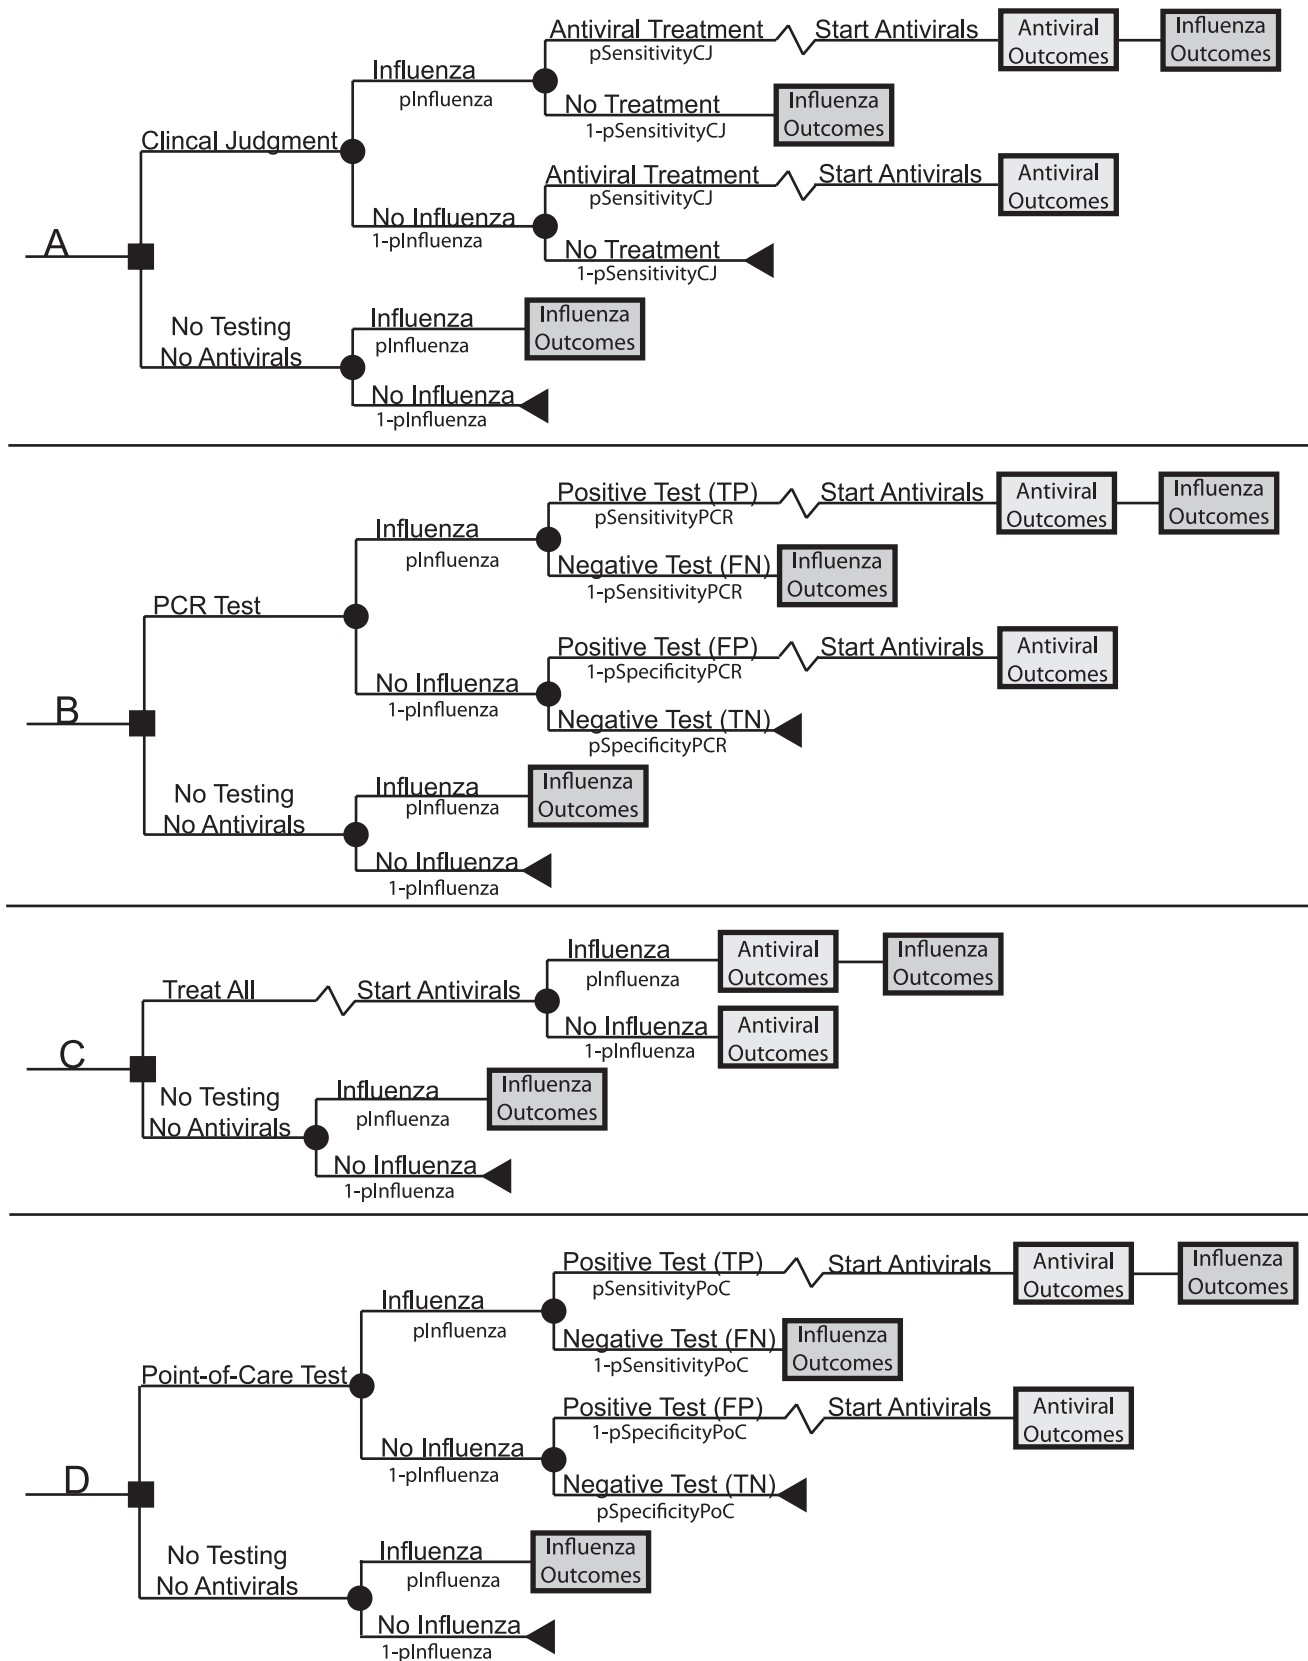 Antiviral Treatment
pSensitivityCJ
Start Antivirals
Antiviral
Outcomes
Influenza
Outcomes
Influenza
pInfluenza
No Treatment
1-pSensitivityCJ
Influenza
Outcomes
Clincal Judgment
Antiviral Treatment
pSensitivityCJ
Start Antivirals
Antiviral
Outcomes
No Influenza
1-pInfluenza
No Treatment
1-pSensitivityCJ
A
No Testing
No Antivirals
Influenza
pInfluenza
Influenza
Outcomes
No Influenza
1-pInfluenza
Positive Test (TP)
pSensitivityPCR
Start Antivirals
Antiviral
Outcomes
Influenza
Outcomes
Influenza
pInfluenza
Negative Test (FN)
1-pSensitivityPCR
Influenza
Outcomes
PCR Test
Positive Test (FP)
1-pSpecificityPCR
Start Antivirals
Antiviral
Outcomes
No Influenza
1-pInfluenza
Negative Test (TN)
pSpecificityPCR
B
No Testing
No Antivirals
Influenza
pInfluenza
Influenza
Outcomes
No Influenza
1-pInfluenza
Treat All
Start Antivirals
Influenza
pInfluenza
Antiviral
Outcomes
Influenza
Outcomes
No Influenza
1-pInfluenza
Antiviral
Outcomes
C
No Testing
No Antivirals
Influenza
pInfluenza
Influenza
Outcomes
No Influenza
1-pInfluenza
Positive Test (TP)
pSensitivityPoC
Start Antivirals
Antiviral
Outcomes
Influenza
Outcomes
Influenza
pInfluenza
Negative Test (FN)
1-pSensitivityPoC
Influenza
Outcomes
Point-of-Care Test
Positive Test (FP)
1-pSpecificityPoC
Start Antivirals
Antiviral
Outcomes
No Influenza
1-pInfluenza
Negative Test (TN)
pSpecificityPoC
D
No Testing
No Antivirals
Influenza
pInfluenza
Influenza
Outcomes
No Influenza
1-pInfluenza